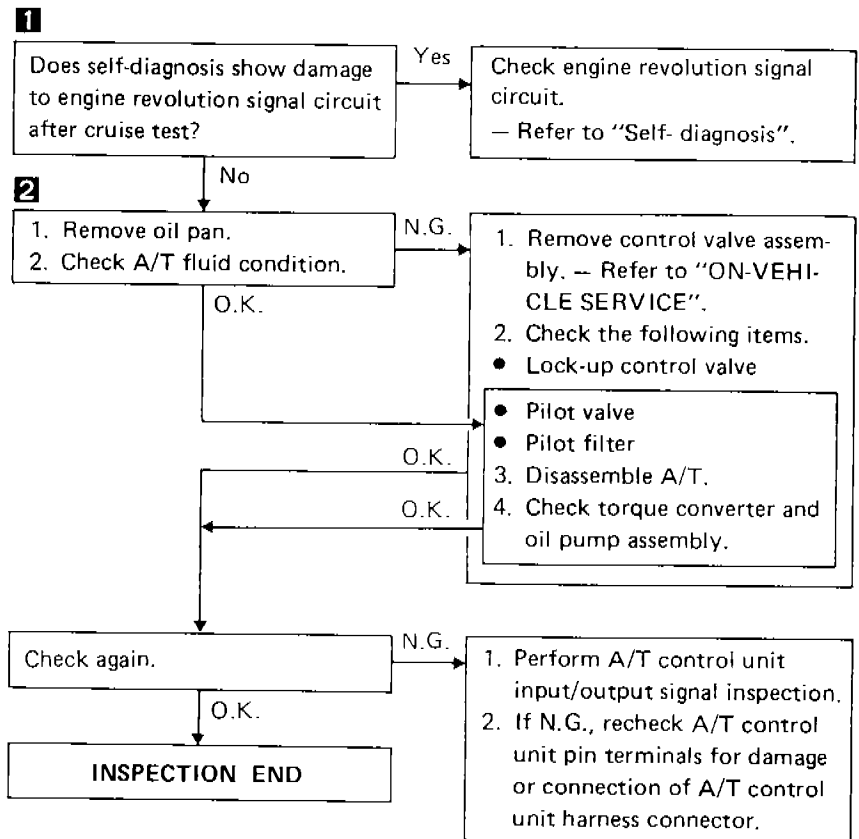 1
Does self-diagnosis show damage
to engine revolution signal circuit
after cruise test?
Yes
Check engine revolution signal
circuit.
— Refer to "Self- diagnosis".
No
2
1. Remove oil pan.
2. Check A/T fluid condition.
N.G.
O.K.
1. Remove control valve assem-
bly. — Refer to "ON-VEHI-
CLE SERVICE".
2. Check the following items.
● Lock-up control valve
● Pilot valve
● Pilot filter
3. Disassemble A/T.
4. Check torque converter and
oil pump assembly.
O.K.
O.K.
Check again.
N.G.
O.K.
1. Perform A/T control unit
input/output signal inspection.
2. If N.G., recheck A/T control
unit pin terminals for damage
or connection of A/T control
unit harness connector.
INSPECTION END